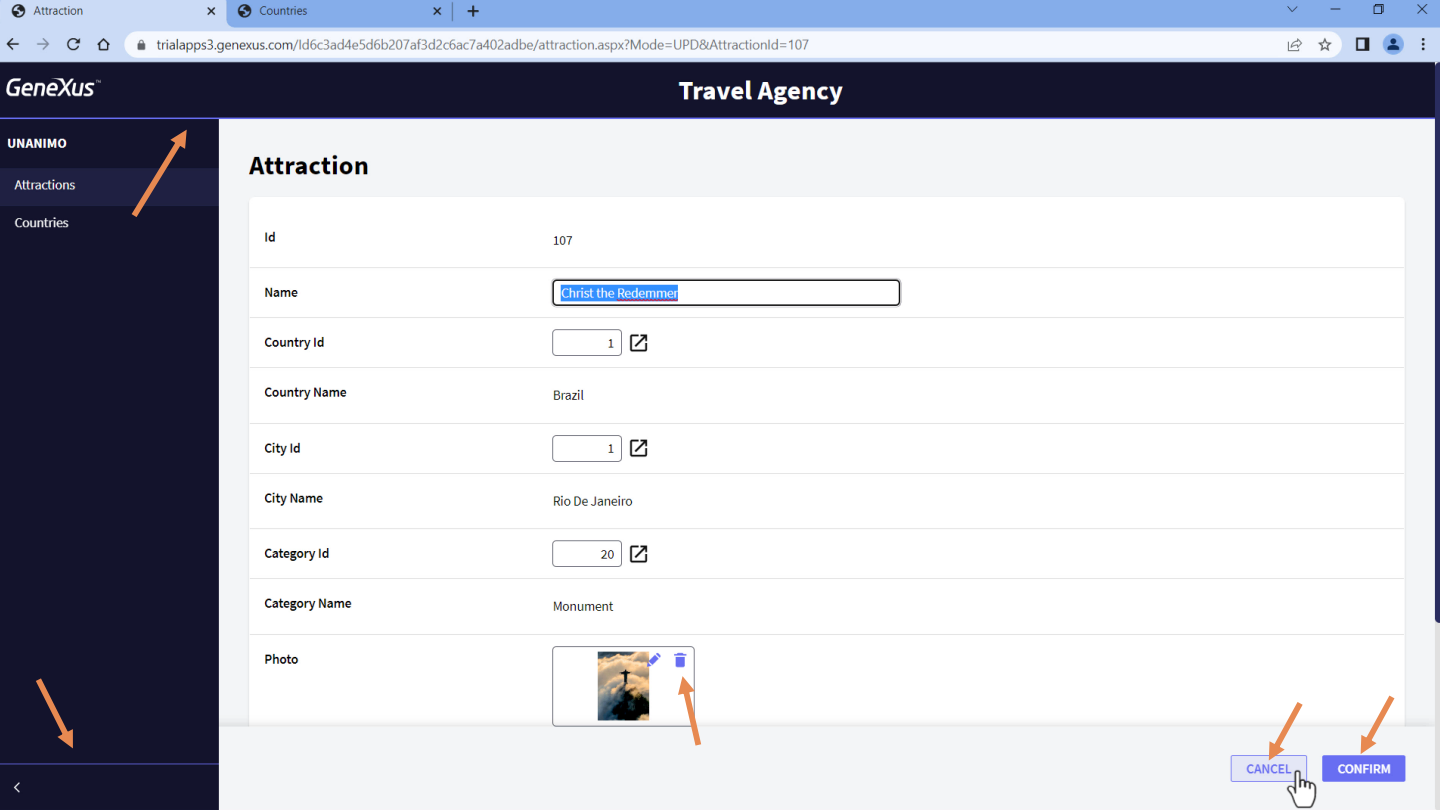 Attraction
Countries
trialapps3.genexus.com/Id6c3ad4e5d6b207af3d2c6ac7a402adbe/attraction.aspx?Mode=UPD&AttractionId=107
GeneXus™
Travel Agency
UNANIMO
Attractions
Countries
Attraction
Id 107
Name Christ the Redemmer
Country Id 1
Country Name Brazil
City Id 1
City Name Rio De Janeiro
Category Id 20
Category Name Monument
Photo
CANCEL CONFIRM